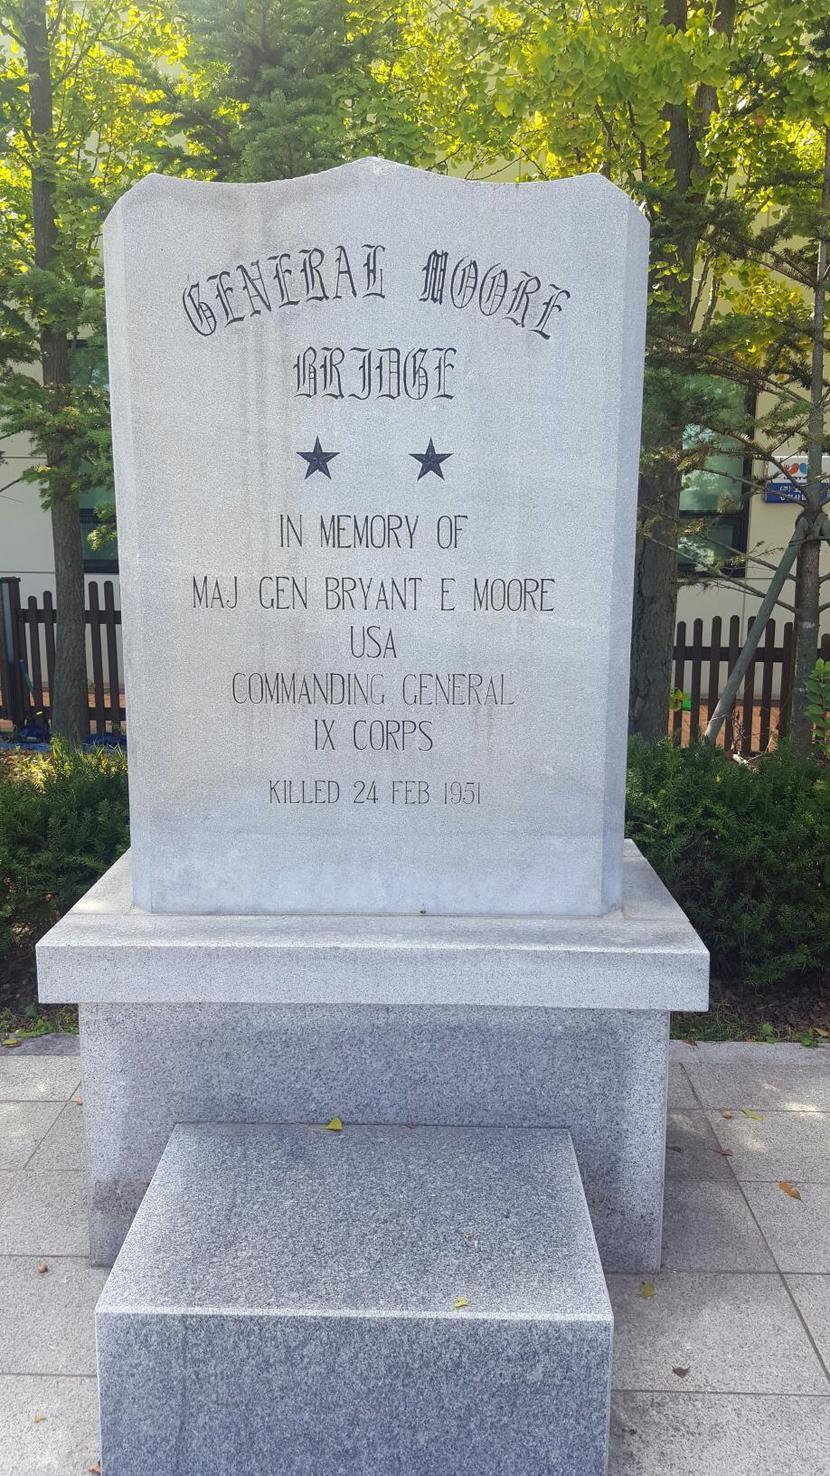 GENERAL MOORE
BRIDGE
IN MEMORY OF
MAJ GEN BRYANT E MOORE
USA
COMMANDING GENERAL
IX CORPS
KILLED 24 FEB 1951